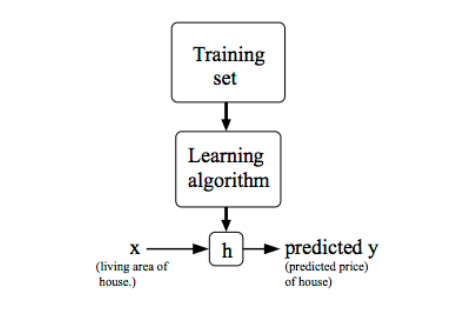 Training
set
Learning
algorithm
x
(living area of
house.)
h
predicted y
(predicted price)
of house)